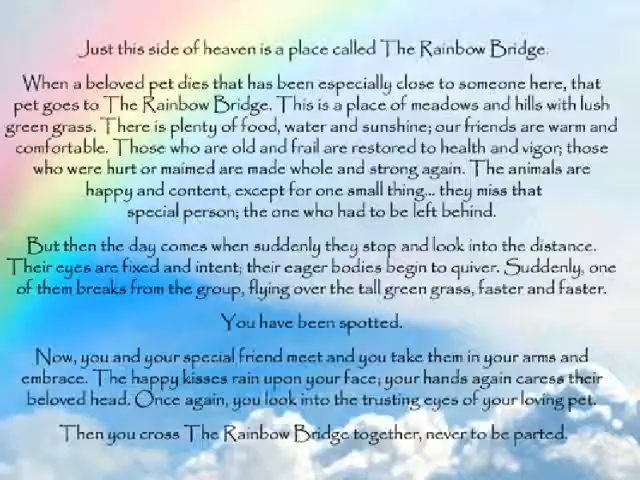 Just this side of heaven is a place called The Rainbow Bridge.
When a beloved pet dies that has been especially close to someone here, that
pet goes to The Rainbow Bridge. This is a place of meadows and hills with lush
green grass. There is plenty of food, water and sunshine; our friends are warm and
comfortable. Those who are old and frail are restored to health and vigor; those
who were hurt or maimed are made whole and strong again. The animals are
happy and content, except for one small thing... they miss that
special person; the one who had to be left behind.
But then the day comes when suddenly they stop and look into the distance.
Their eyes are fixed and intent; their eager bodies begin to quiver. Suddenly, one
of them breaks from the group, flying over the tall green grass, faster and faster.
You have been spotted.
Now, you and your special friend meet and you take them in your arms and
embrace. The happy kisses rain upon your face; your hands again caress their
beloved head. Once again, you look into the trusting eyes of your loving pet.
Then you cross The Rainbow Bridge together, never to be parted.